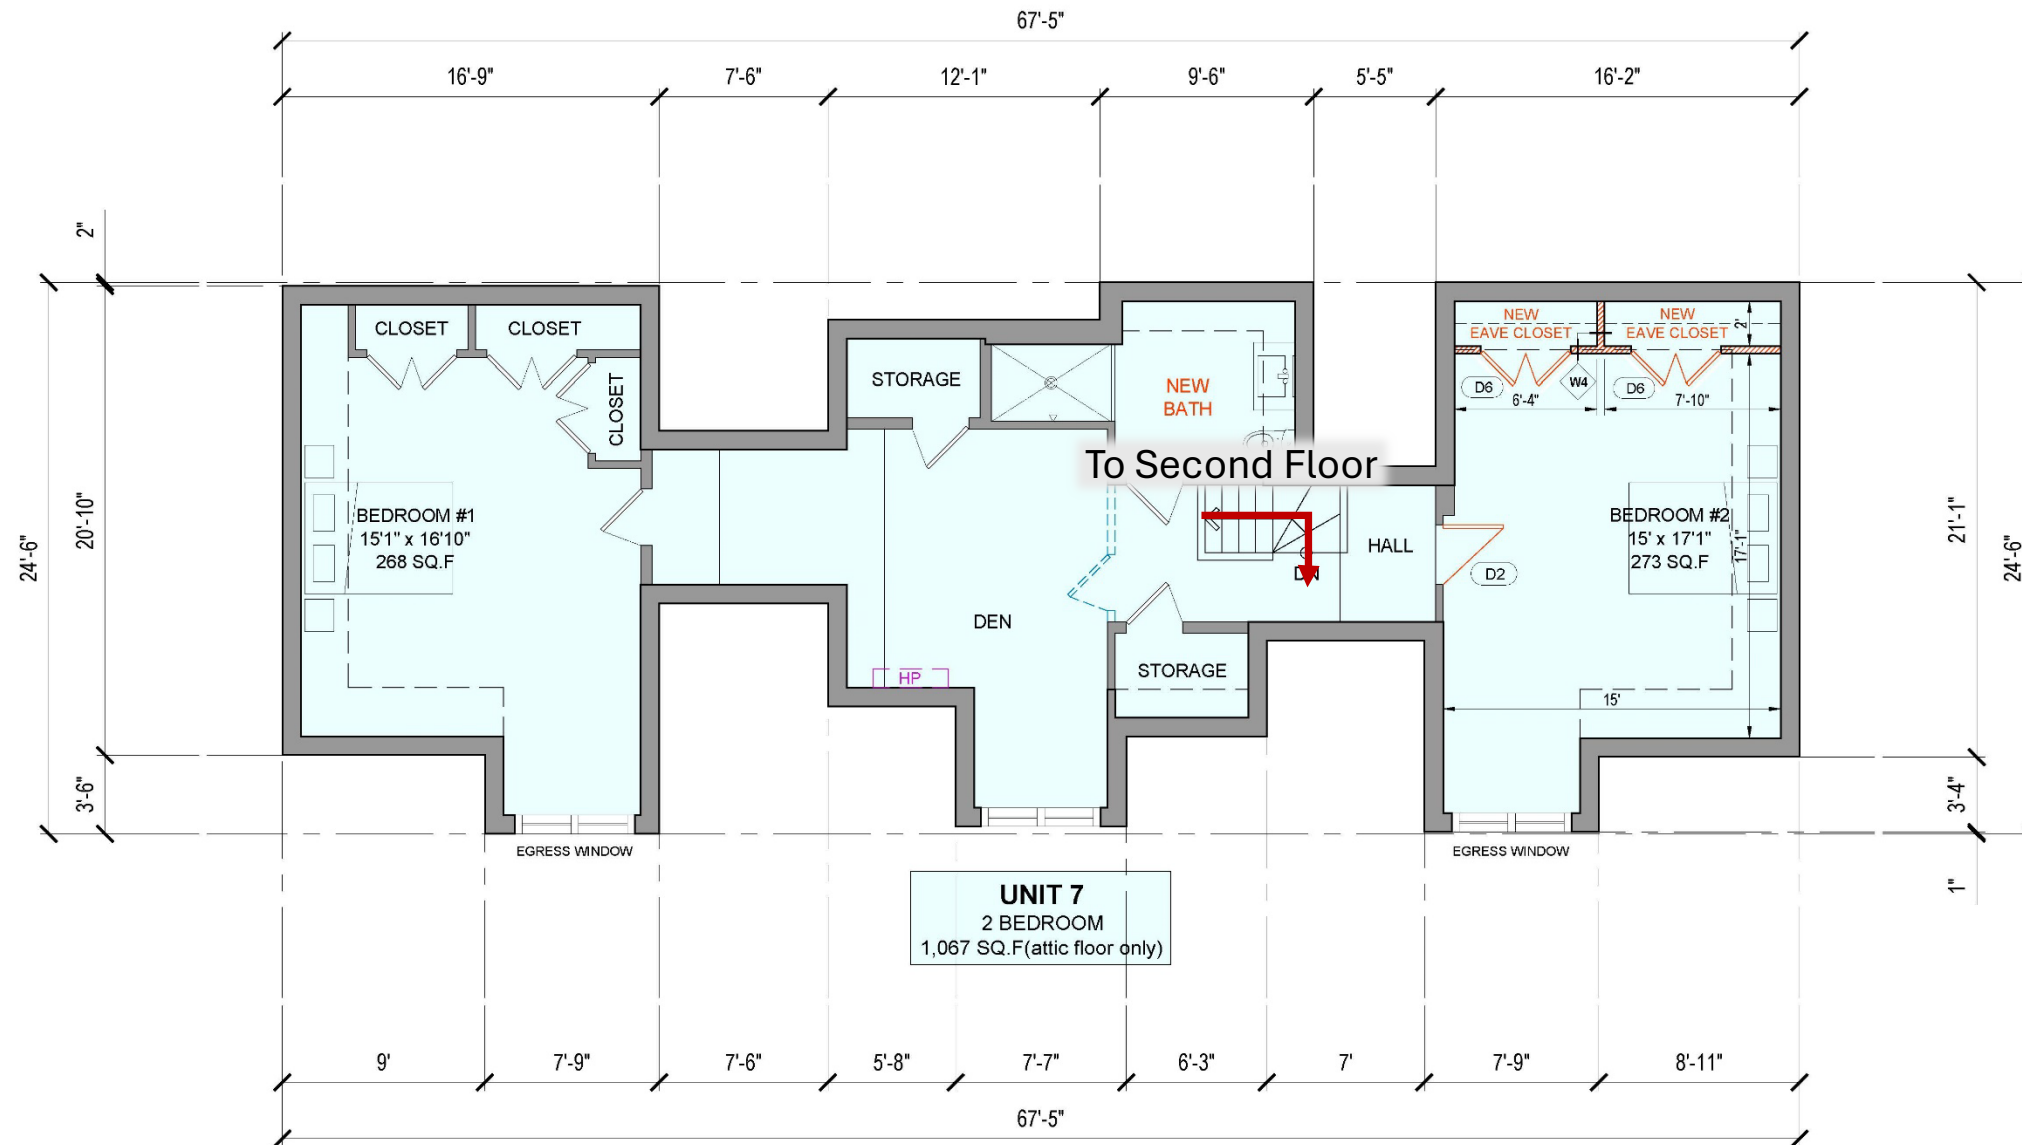 67'-5"
16'-9" 7'-6" 12'-1" 9'-6" 5'-5" 16'-2"
2"
24'-6"
20'-10"
3'-6"
CLOSET
CLOSET
CLOSET
BEDROOM #1
15'1" x 16'10"
268 SQ.F
EGRESS WINDOW
STORAGE
NEW
BATH
To Second Floor
DEN
HP
STORAGE
DN
HALL
NEW
EAVE CLOSET
NEW
EAVE CLOSET
2'
D6
W4
D6
6'-4"
7'-10"
BEDROOM #2
15' x 17'1"
273 SQ.F
17'-1"
D2
15'
EGRESS WINDOW
21'-1"
24'-6"
3'-4"
1"
UNIT 7
2 BEDROOM
1,067 SQ.F(attic floor only)
9' 7'-9" 7'-6" 5'-8" 7'-7" 6'-3" 7' 7'-9" 8'-11"
67'-5"